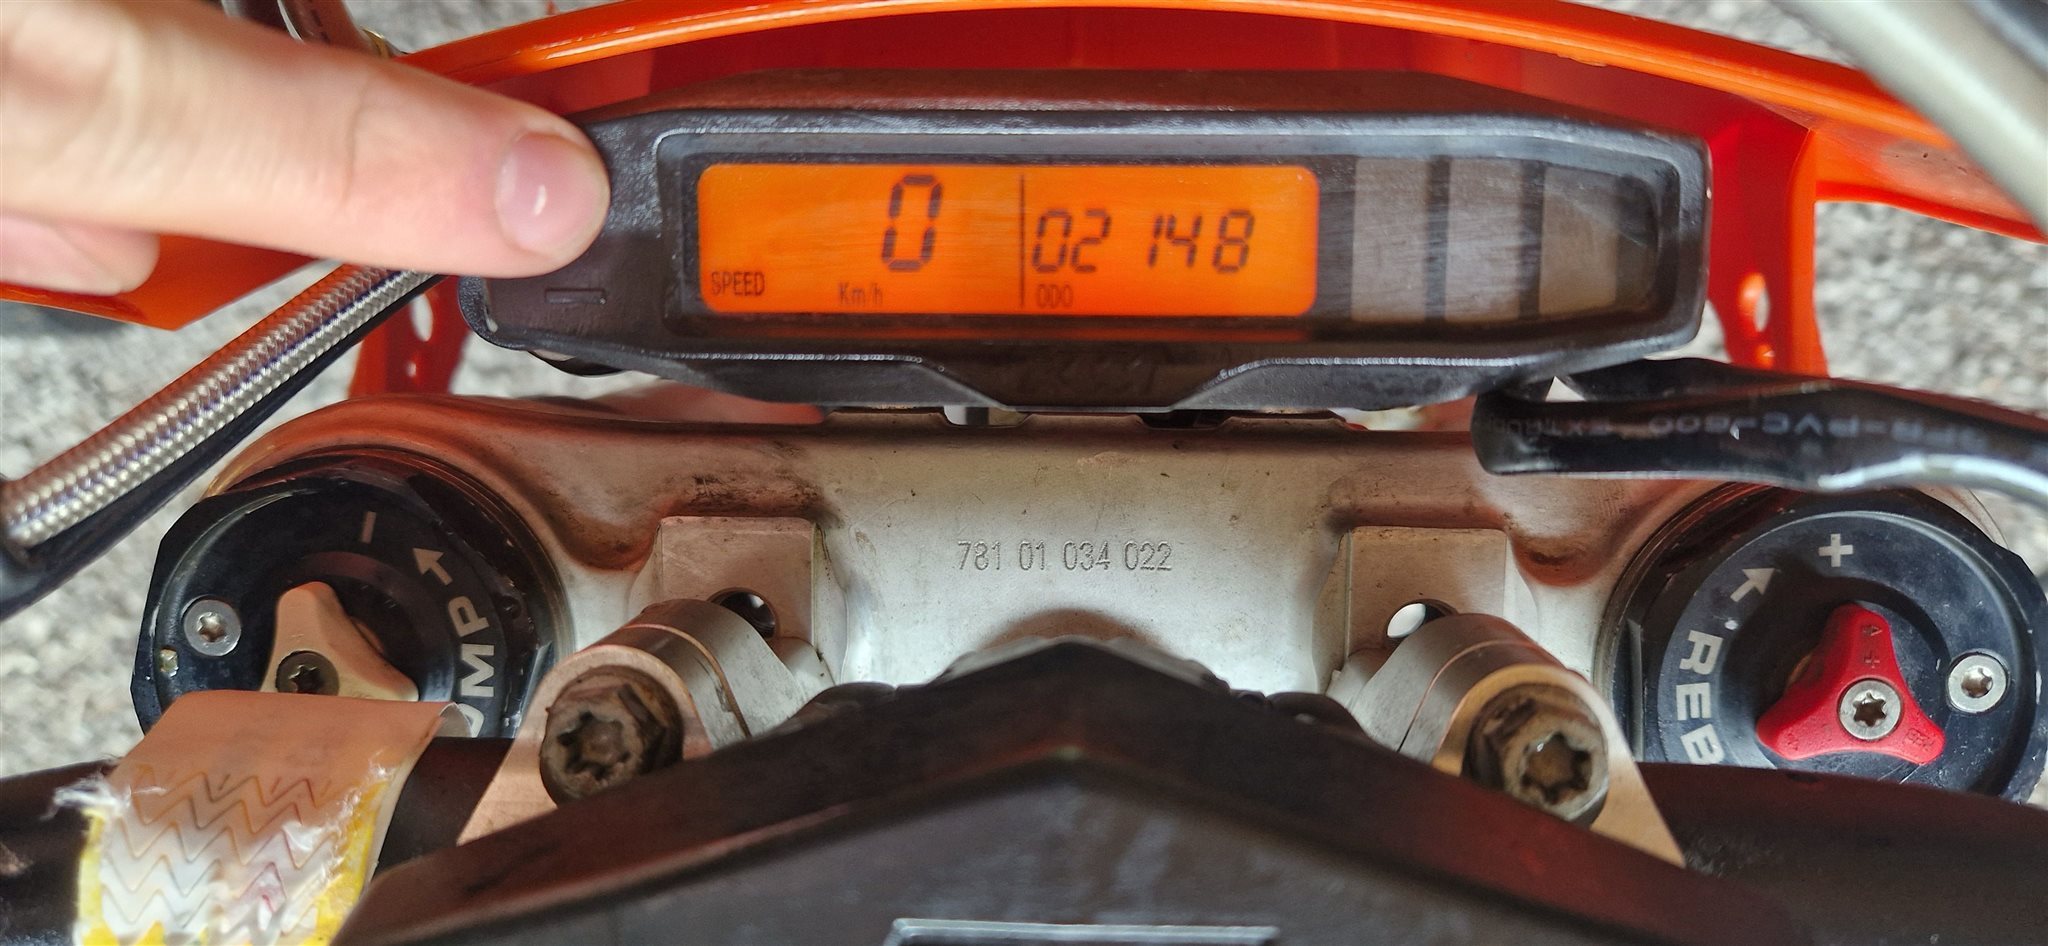 0
02148
SPEED
Km/h
ODO
781 01 034 022
COMP
-
REB
+